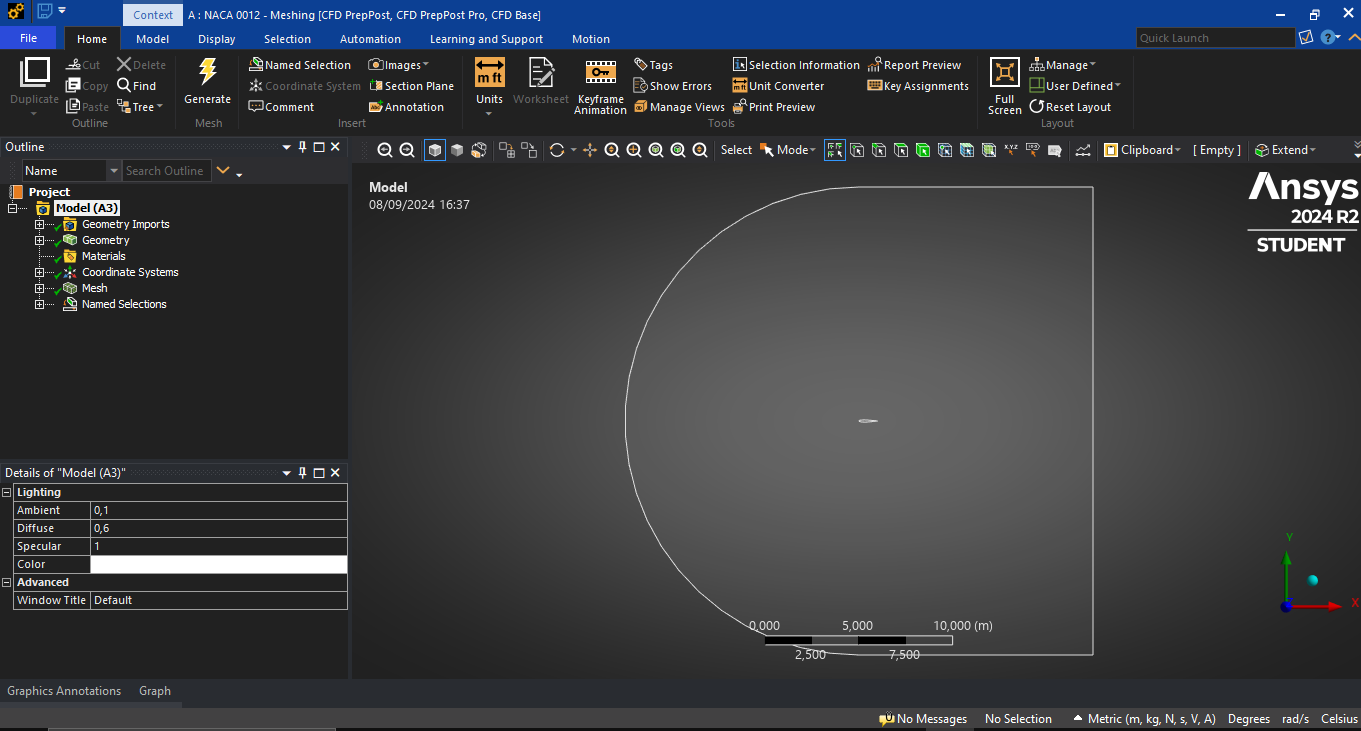 Context A : NACA 0012 - Meshing [CFD PrepPost, CFD PrepPost Pro, CFD Base]
File Home Model Display Selection Automation Learning and Support Motion Quick Launch
Duplicate Cut Delete Copy Find Paste Tree Outline
Generate Mesh
Named Selection Images Coordinate System Section Plane Comment Annotation Insert
Units Worksheet Keyframe Animation Tags Show Errors Manage Views Selection Information Unit Converter Print Preview Report Preview Key Assignments Tools
Full Screen Manage User Defined Reset Layout Layout
Outline
Name Search Outline
Select Mode Clipboard [ Empty ] Extend
Project
Model (A3)
Geometry Imports
Geometry
Materials
Coordinate Systems
Mesh
Named Selections
Details of "Model (A3)"
Lighting
Ambient 0,1
Diffuse 0,6
Specular 1
Color
Advanced
Window Title Default
Model
08/09/2024 16:37
Ansys
2024 R2
STUDENT
0,000 5,000 10,000 (m)
2,500 7,500
Y
X
Graphics Annotations Graph
No Messages No Selection Metric (m, kg, N, s, V, A) Degrees rad/s Celsius